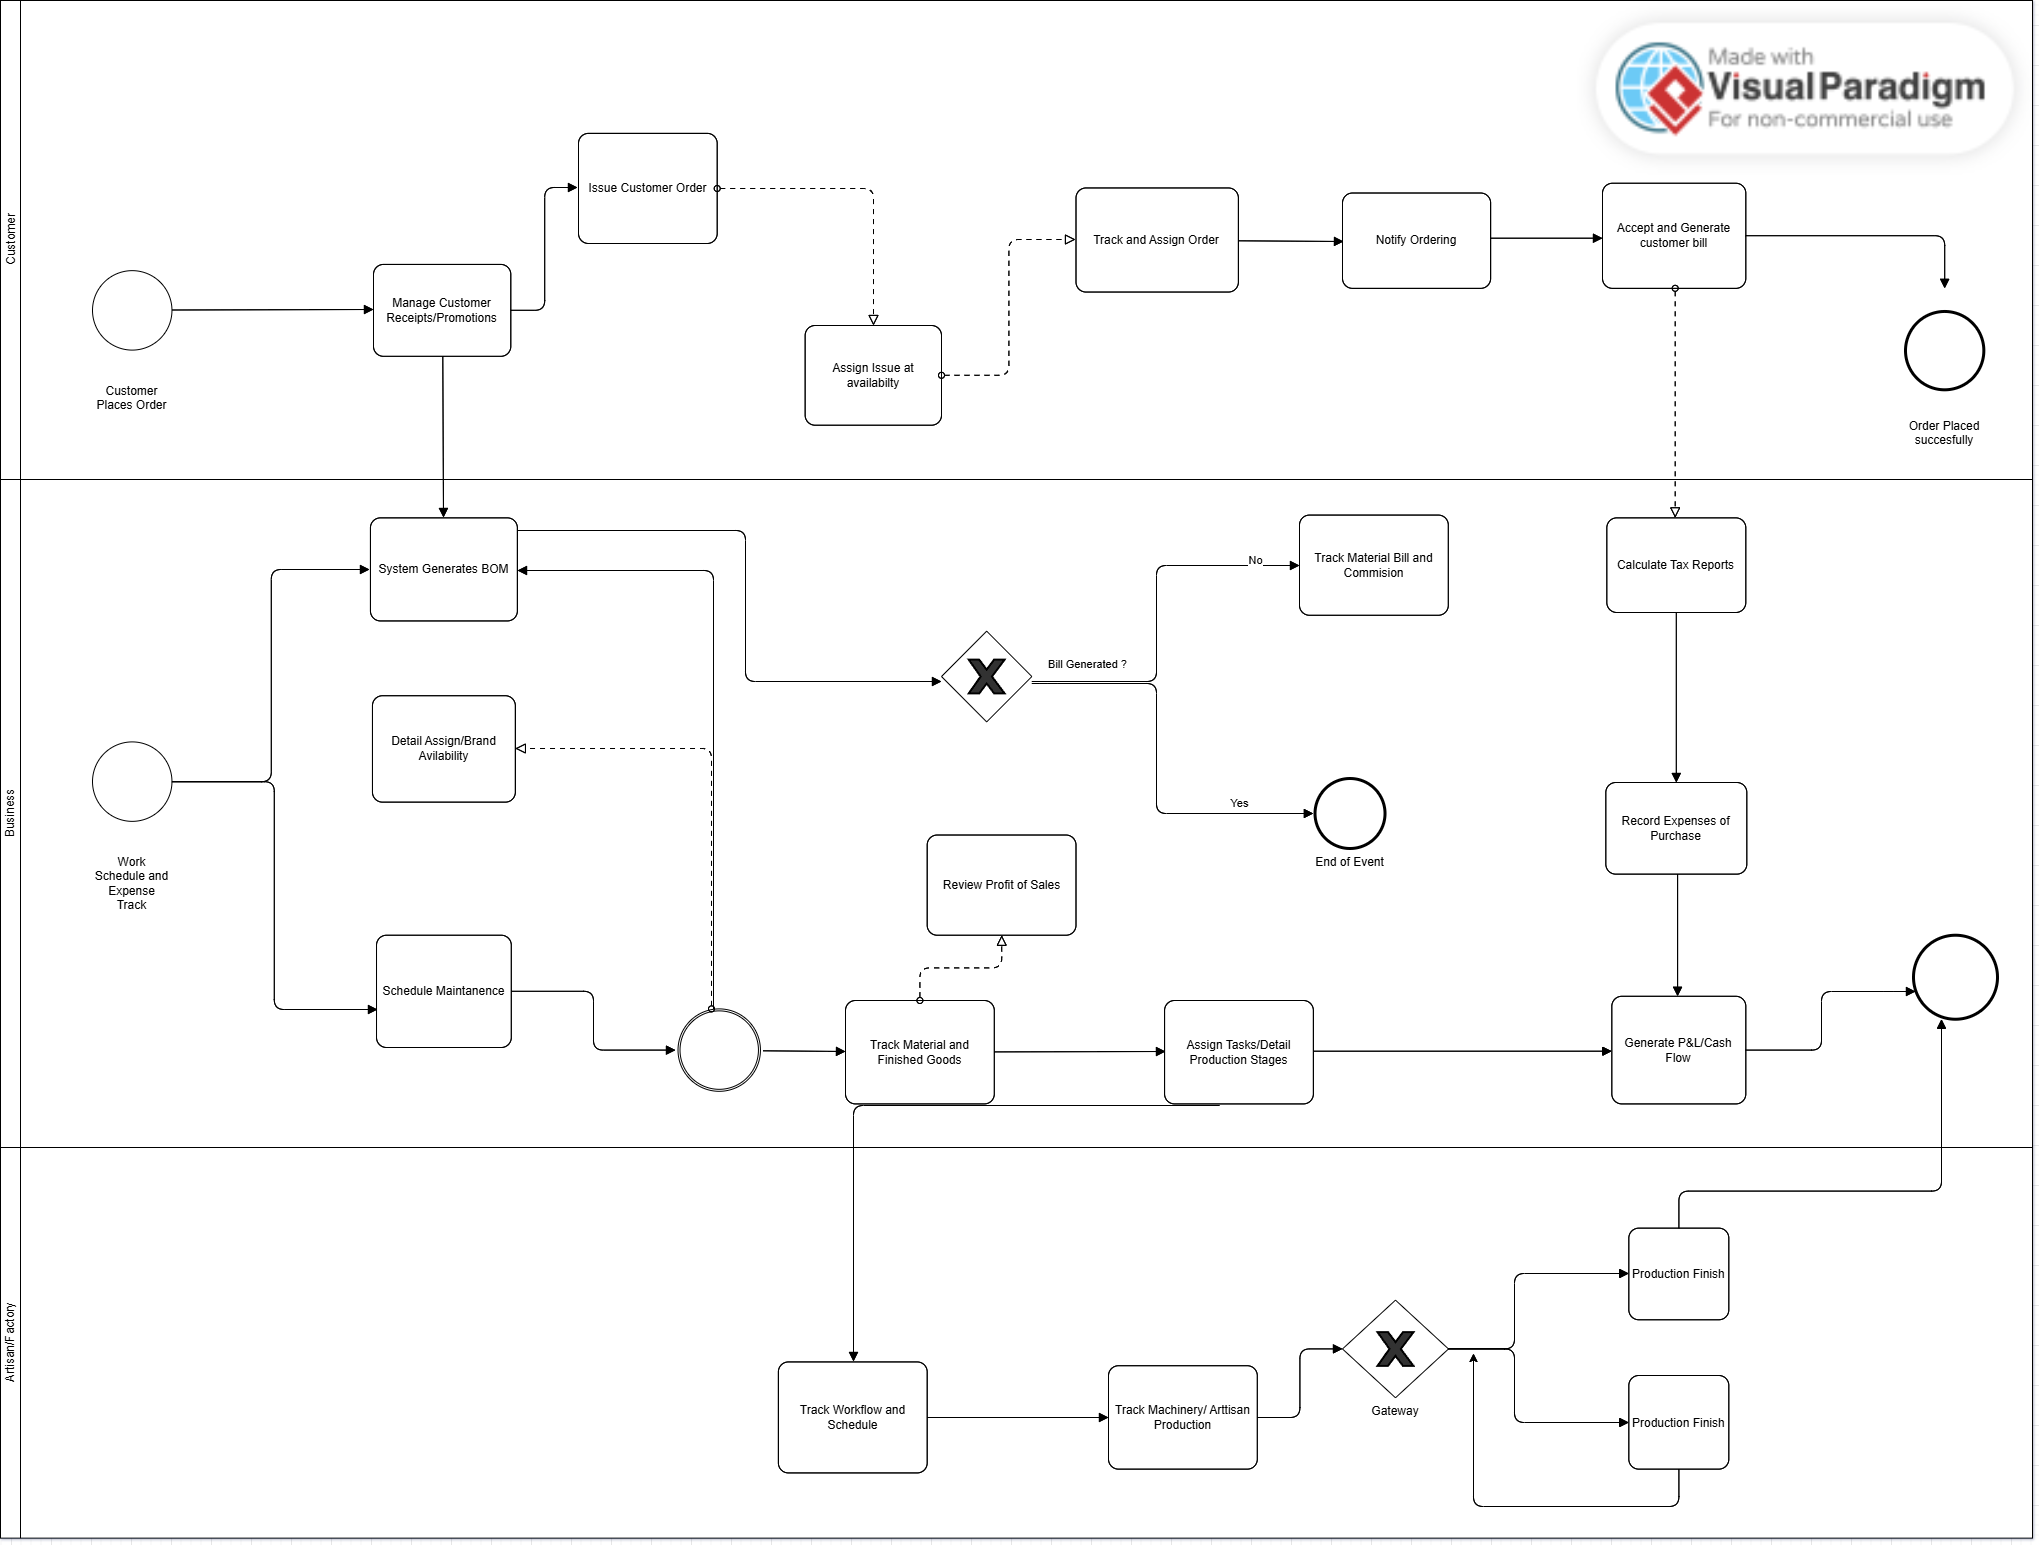 Made with
Visual Paradigm
For non-commercial use
Customer
Issue Customer Order
Track and Assign Order
Notify Ordering
Accept and Generate
customer bill
Manage Customer
Receipts/Promotions
Assign Issue at
availabilty
Customer
Places Order
Order Placed
succesfully
Business
System Generates BOM
No
Track Material Bill and
Commision
Calculate Tax Reports
Bill Generated ?
Detail Assign/Brand
Avilability
Yes
End of Event
Record Expenses of
Purchase
Work
Schedule and
Expense
Track
Review Profit of Sales
Schedule Maintanence
Track Material and
Finished Goods
Assign Tasks/Detail
Production Stages
Generate P&L/Cash
Flow
Artisan/Factory
Production Finish
Track Workflow and
Schedule
Track Machinery/ Arttisan
Production
Gateway
Production Finish